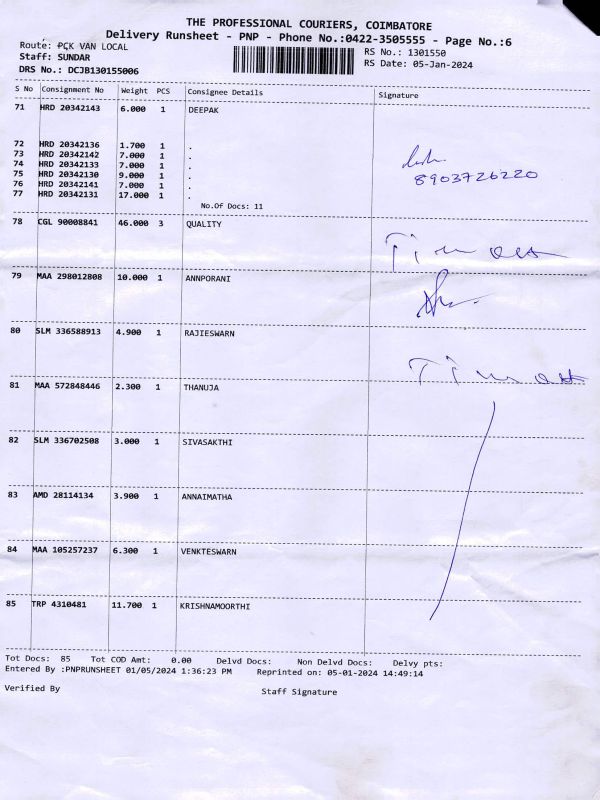 THE PROFESSIONAL COURIERS, COIMBATORE
Delivery Runsheet - PNP - Phone No.:0422-3505555 - Page No.:6
Route: PCK VAN LOCAL
RS No.: 1301550
Staff: SUNDAR
RS Date: 05-Jan-2024
DRS No.: DCJB130155006
S No Consignment No Weight PCS Consignee Details Signature
71 HRD 20342143 6.000 1 DEEPAK
72 HRD 20342136 1.700 1 .
73 HRD 20342142 7.000 1 .
74 HRD 20342133 7.000 1 .
75 HRD 20342130 9.000 1 .
76 HRD 20342141 7.000 1 .
77 HRD 20342131 17.000 1 .
8903726220
No.Of Docs: 11
78 CGL 90008841 46.000 3 QUALITY
79 MAA 298012808 10.000 1 ANNPORANI
80 SLM 336588913 4.900 1 RAJIESWARN
81 MAA 572848446 2.300 1 THANUJA
82 SLM 336702508 3.000 1 SIVASAKTHI
83 AMD 28114134 3.900 1 ANNAIMATHA
84 MAA 105257237 6.300 1 VENKTESWARN
85 TRP 4310481 11.700 1 KRISHNAMOORTHI
Tot Docs: 85 Tot COD Amt: 0.00 Delvd Docs: Non Delvd Docs: Delvy pts:
Entered By :PNPRUNSHEET 01/05/2024 1:36:23 PM Reprinted on: 05-01-2024 14:49:14
Verified By Staff Signature